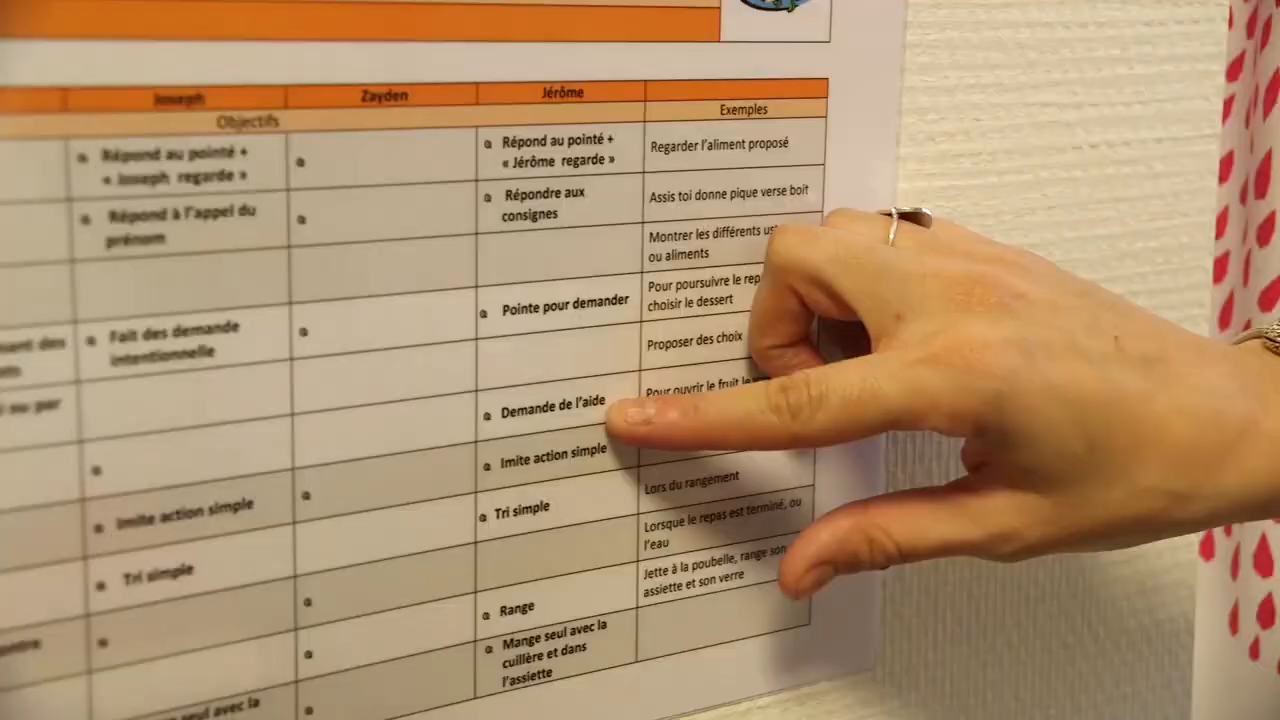 Joseph
Zayden
Jérôme
Objectifs
Exemples
Répond au pointé +
« Joseph regarde »
Répond au pointé +
« Jérôme regarde »
Regarder l'aliment proposé
Répond à l'appel du
prénom
Répondre aux
consignes
Assis toi donne pique verse boit
Montrer les différents
ou aliments
Fait des demande
intentionnelle
Pointe pour demander
Pour poursuivre le
choisir le dessert
Proposer des choix
Demande de l'aide
Pour ouvrir le fruit
Imite action simple
Imite action simple
Tri simple
Tri simple
Lors du rangement
Lorsque le repas est terminé, ou
l'eau
Range
Jette à la poubelle, range son
assiette et son verre
seul avec la
Mange seul avec la
cuillère et dans
l'assiette